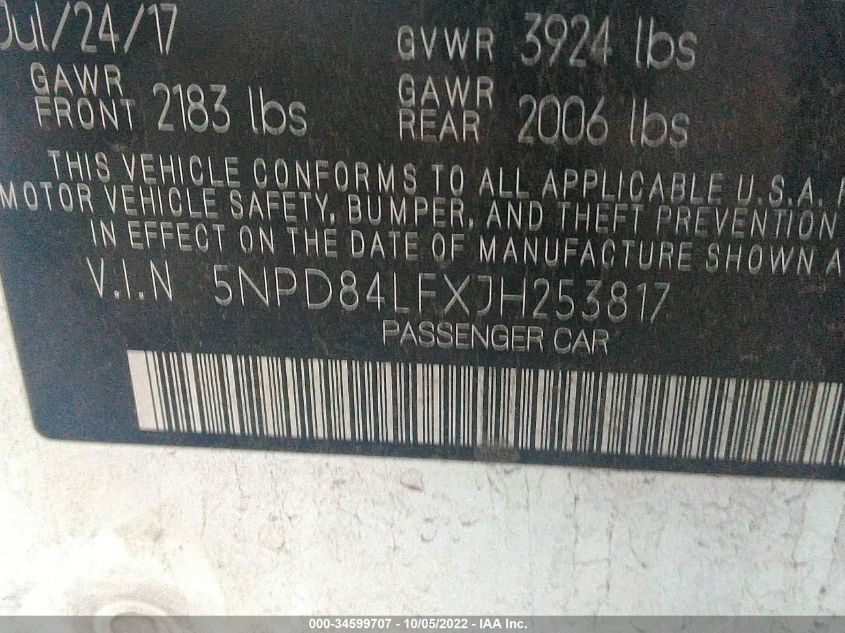 Jul/24/17 GVWR 3924 lbs
GAWR FRONT 2183 lbs GAWR REAR 2006 lbs
THIS VEHICLE CONFORMS TO ALL APPLICABLE U.S.A. F
MOTOR VEHICLE SAFETY, BUMPER, AND THEFT PREVENTION
IN EFFECT ON THE DATE OF MANUFACTURE SHOWN A
V.I.N 5NPD84LFXJH253817
PASSENGER CAR
000-34599707 - 10/05/2022 - IAA Inc.